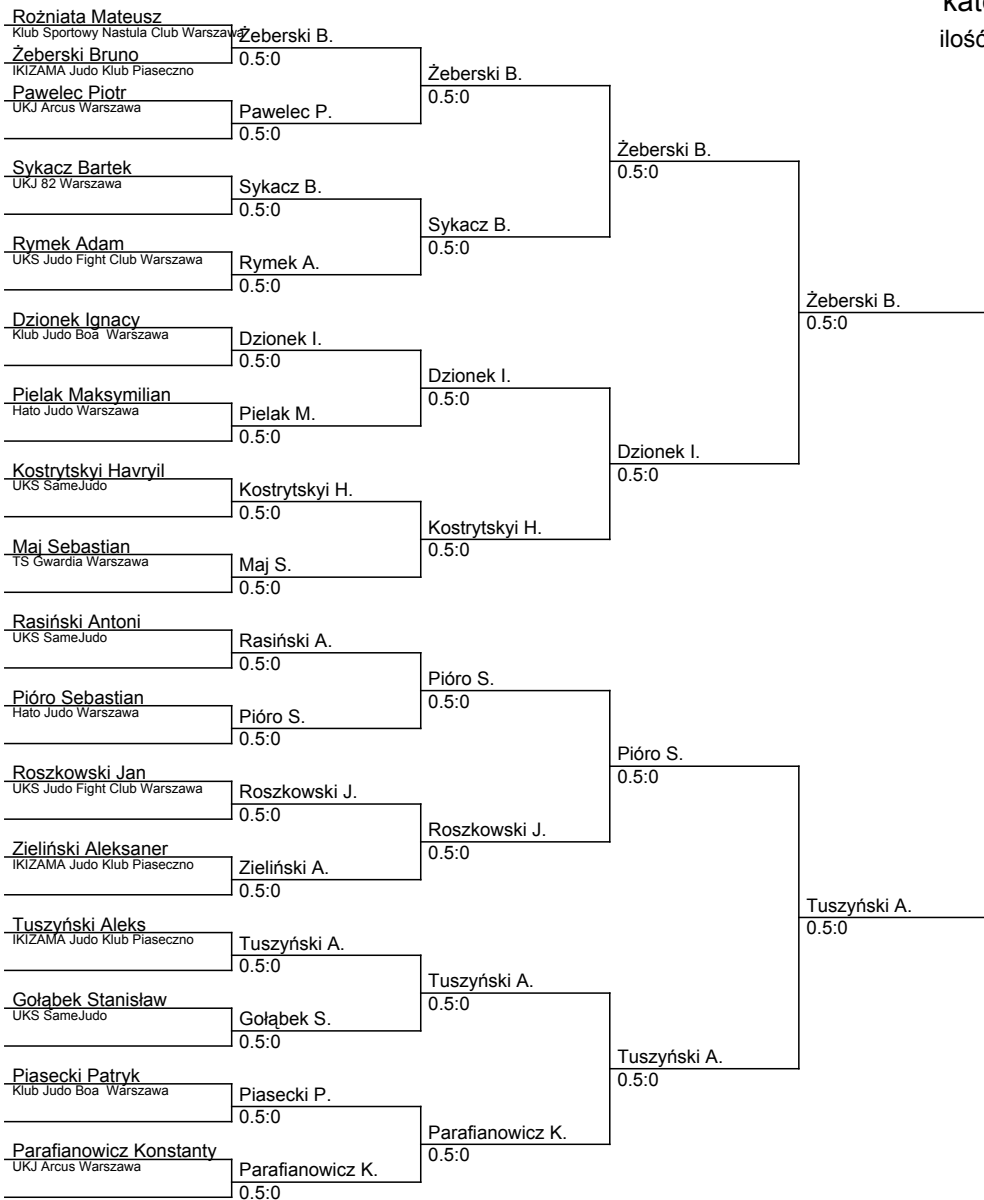 kate
ilość
Rożniata Mateusz
Klub Sportowy Nastula Club Warszawa
Żeberski Bruno
IKIZAMA Judo Klub Piaseczno
Pawelec Piotr
UKJ Arcus Warszawa
Sykacz Bartek
UKJ 82 Warszawa
Rymek Adam
UKS Judo Fight Club Warszawa
Dzionek Ignacy
Klub Judo Boa Warszawa
Pielak Maksymilian
Hato Judo Warszawa
Kostrytskyi Havryil
UKS SameJudo
Maj Sebastian
TS Gwardia Warszawa
Rasiński Antoni
UKS SameJudo
Pióro Sebastian
Hato Judo Warszawa
Roszkowski Jan
UKS Judo Fight Club Warszawa
Zieliński Aleksaner
IKIZAMA Judo Klub Piaseczno
Tuszyński Aleks
IKIZAMA Judo Klub Piaseczno
Gołąbek Stanisław
UKS SameJudo
Piasecki Patryk
Klub Judo Boa Warszawa
Parafianowicz Konstanty
UKJ Arcus Warszawa
Żeberski B.
0.5:0
Pawelec P.
0.5:0
Sykacz B.
0.5:0
Rymek A.
0.5:0
Dzionek I.
0.5:0
Pielak M.
0.5:0
Kostrytskyi H.
0.5:0
Maj S.
0.5:0
Rasiński A.
0.5:0
Pióro S.
0.5:0
Roszkowski J.
0.5:0
Zieliński A.
0.5:0
Tuszyński A.
0.5:0
Gołąbek S.
0.5:0
Piasecki P.
0.5:0
Parafianowicz K.
0.5:0
Żeberski B.
0.5:0
Sykacz B.
0.5:0
Dzionek I.
0.5:0
Kostrytskyi H.
0.5:0
Pióro S.
0.5:0
Roszkowski J.
0.5:0
Tuszyński A.
0.5:0
Parafianowicz K.
0.5:0
Żeberski B.
0.5:0
Dzionek I.
0.5:0
Pióro S.
0.5:0
Tuszyński A.
0.5:0
Żeberski B.
0.5:0
Tuszyński A.
0.5:0